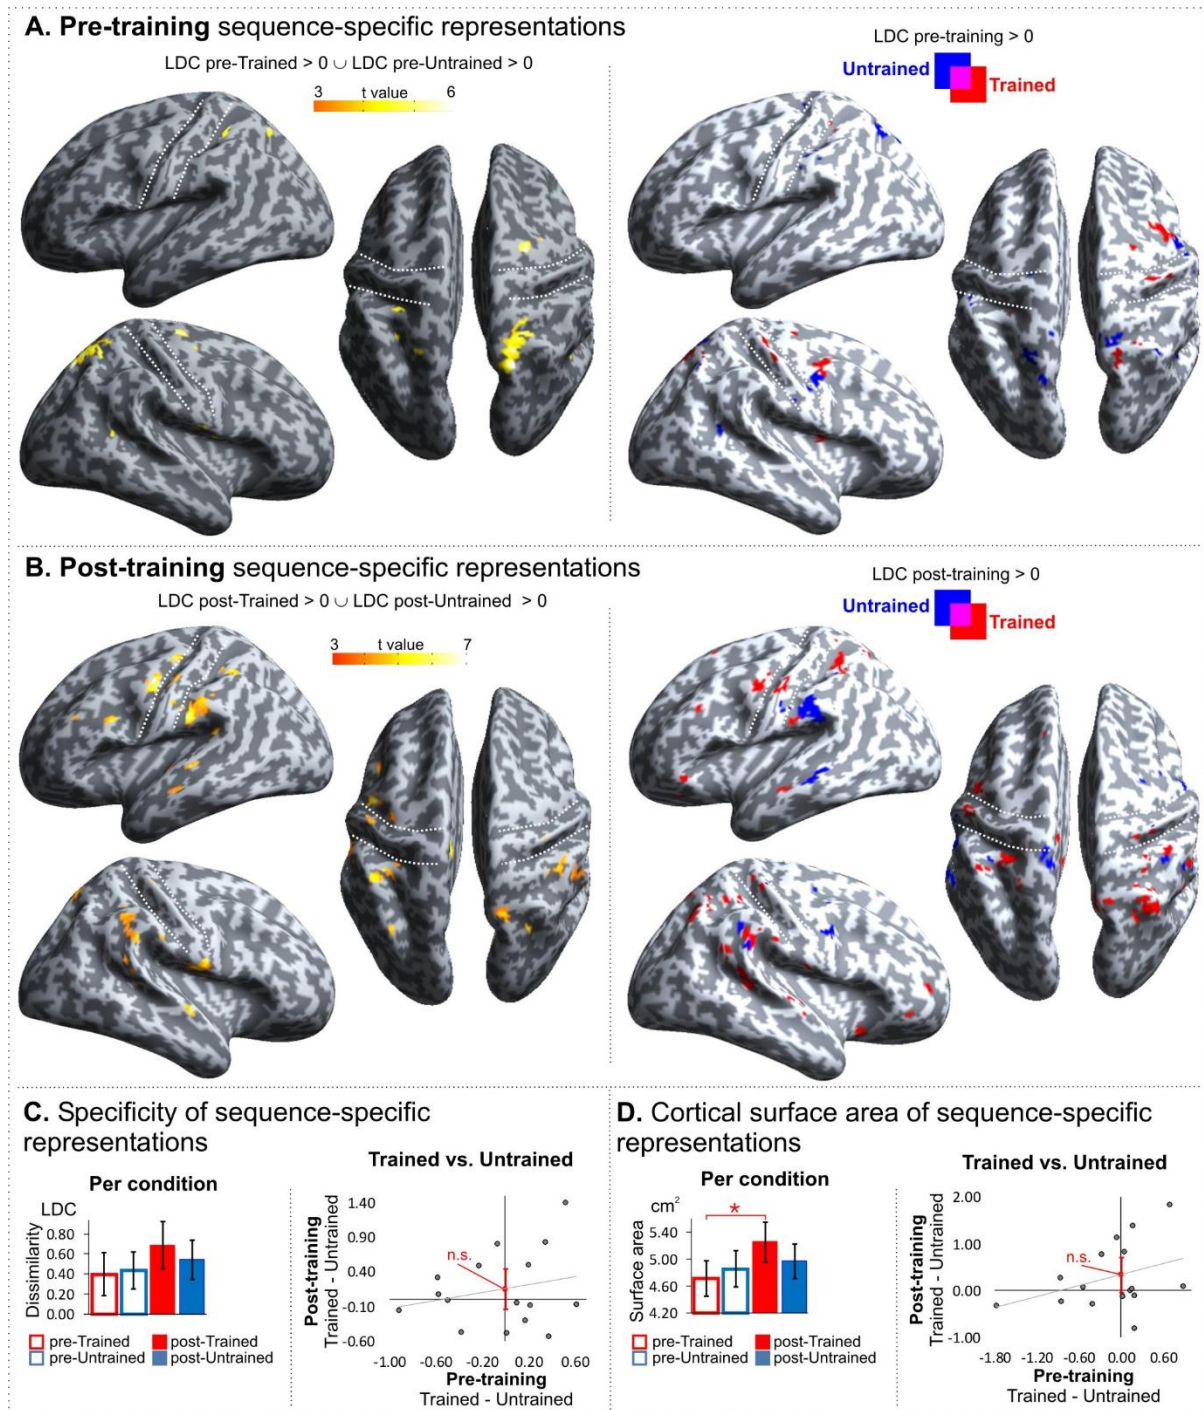 A. Pre-training sequence-specific representations
LDC pre-Trained > 0 ∪ LDC pre-Untrained > 0
3 t value 6
LDC pre-training > 0
Untrained
Trained
B. Post-training sequence-specific representations
LDC post-Trained > 0 ∪ LDC post-Untrained > 0
3 t value 7
LDC post-training > 0
Untrained
Trained
C. Specificity of sequence-specific
representations
Per condition
LDC
Dissimilarity
0.80
0.60
0.40
0.20
0.00
pre-Trained post-Trained
pre-Untrained post-Untrained
Trained vs. Untrained
Post-training
Trained - Untrained
1.40
0.90
0.40
-0.10
-0.60
n.s.
-1.00 -0.60 -0.20 0.20 0.60
Pre-training
Trained - Untrained
D. Cortical surface area of sequence-specific
representations
Per condition
cm2
Surface area
5.40
5.00
4.60
4.20
*
pre-Trained post-Trained
pre-Untrained post-Untrained
Trained vs. Untrained
Post-training
Trained - Untrained
2.00
1.00
0.00
-1.00
n.s.
-1.80 -0.60 0.00 0.60
Pre-training
Trained - Untrained